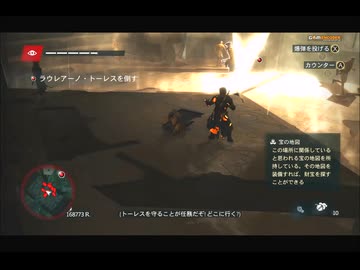 爆弾を投げる Y
カウンター X
ラウレアーノ・トーレスを倒す
宝の地図
この場所に関係している
と思われる宝の地図を所
持している。その地図を
装備すれば、財宝を探す
ことができる
168773 R
10
(トーレスを守ることが任務だぞ! どこに行く?)